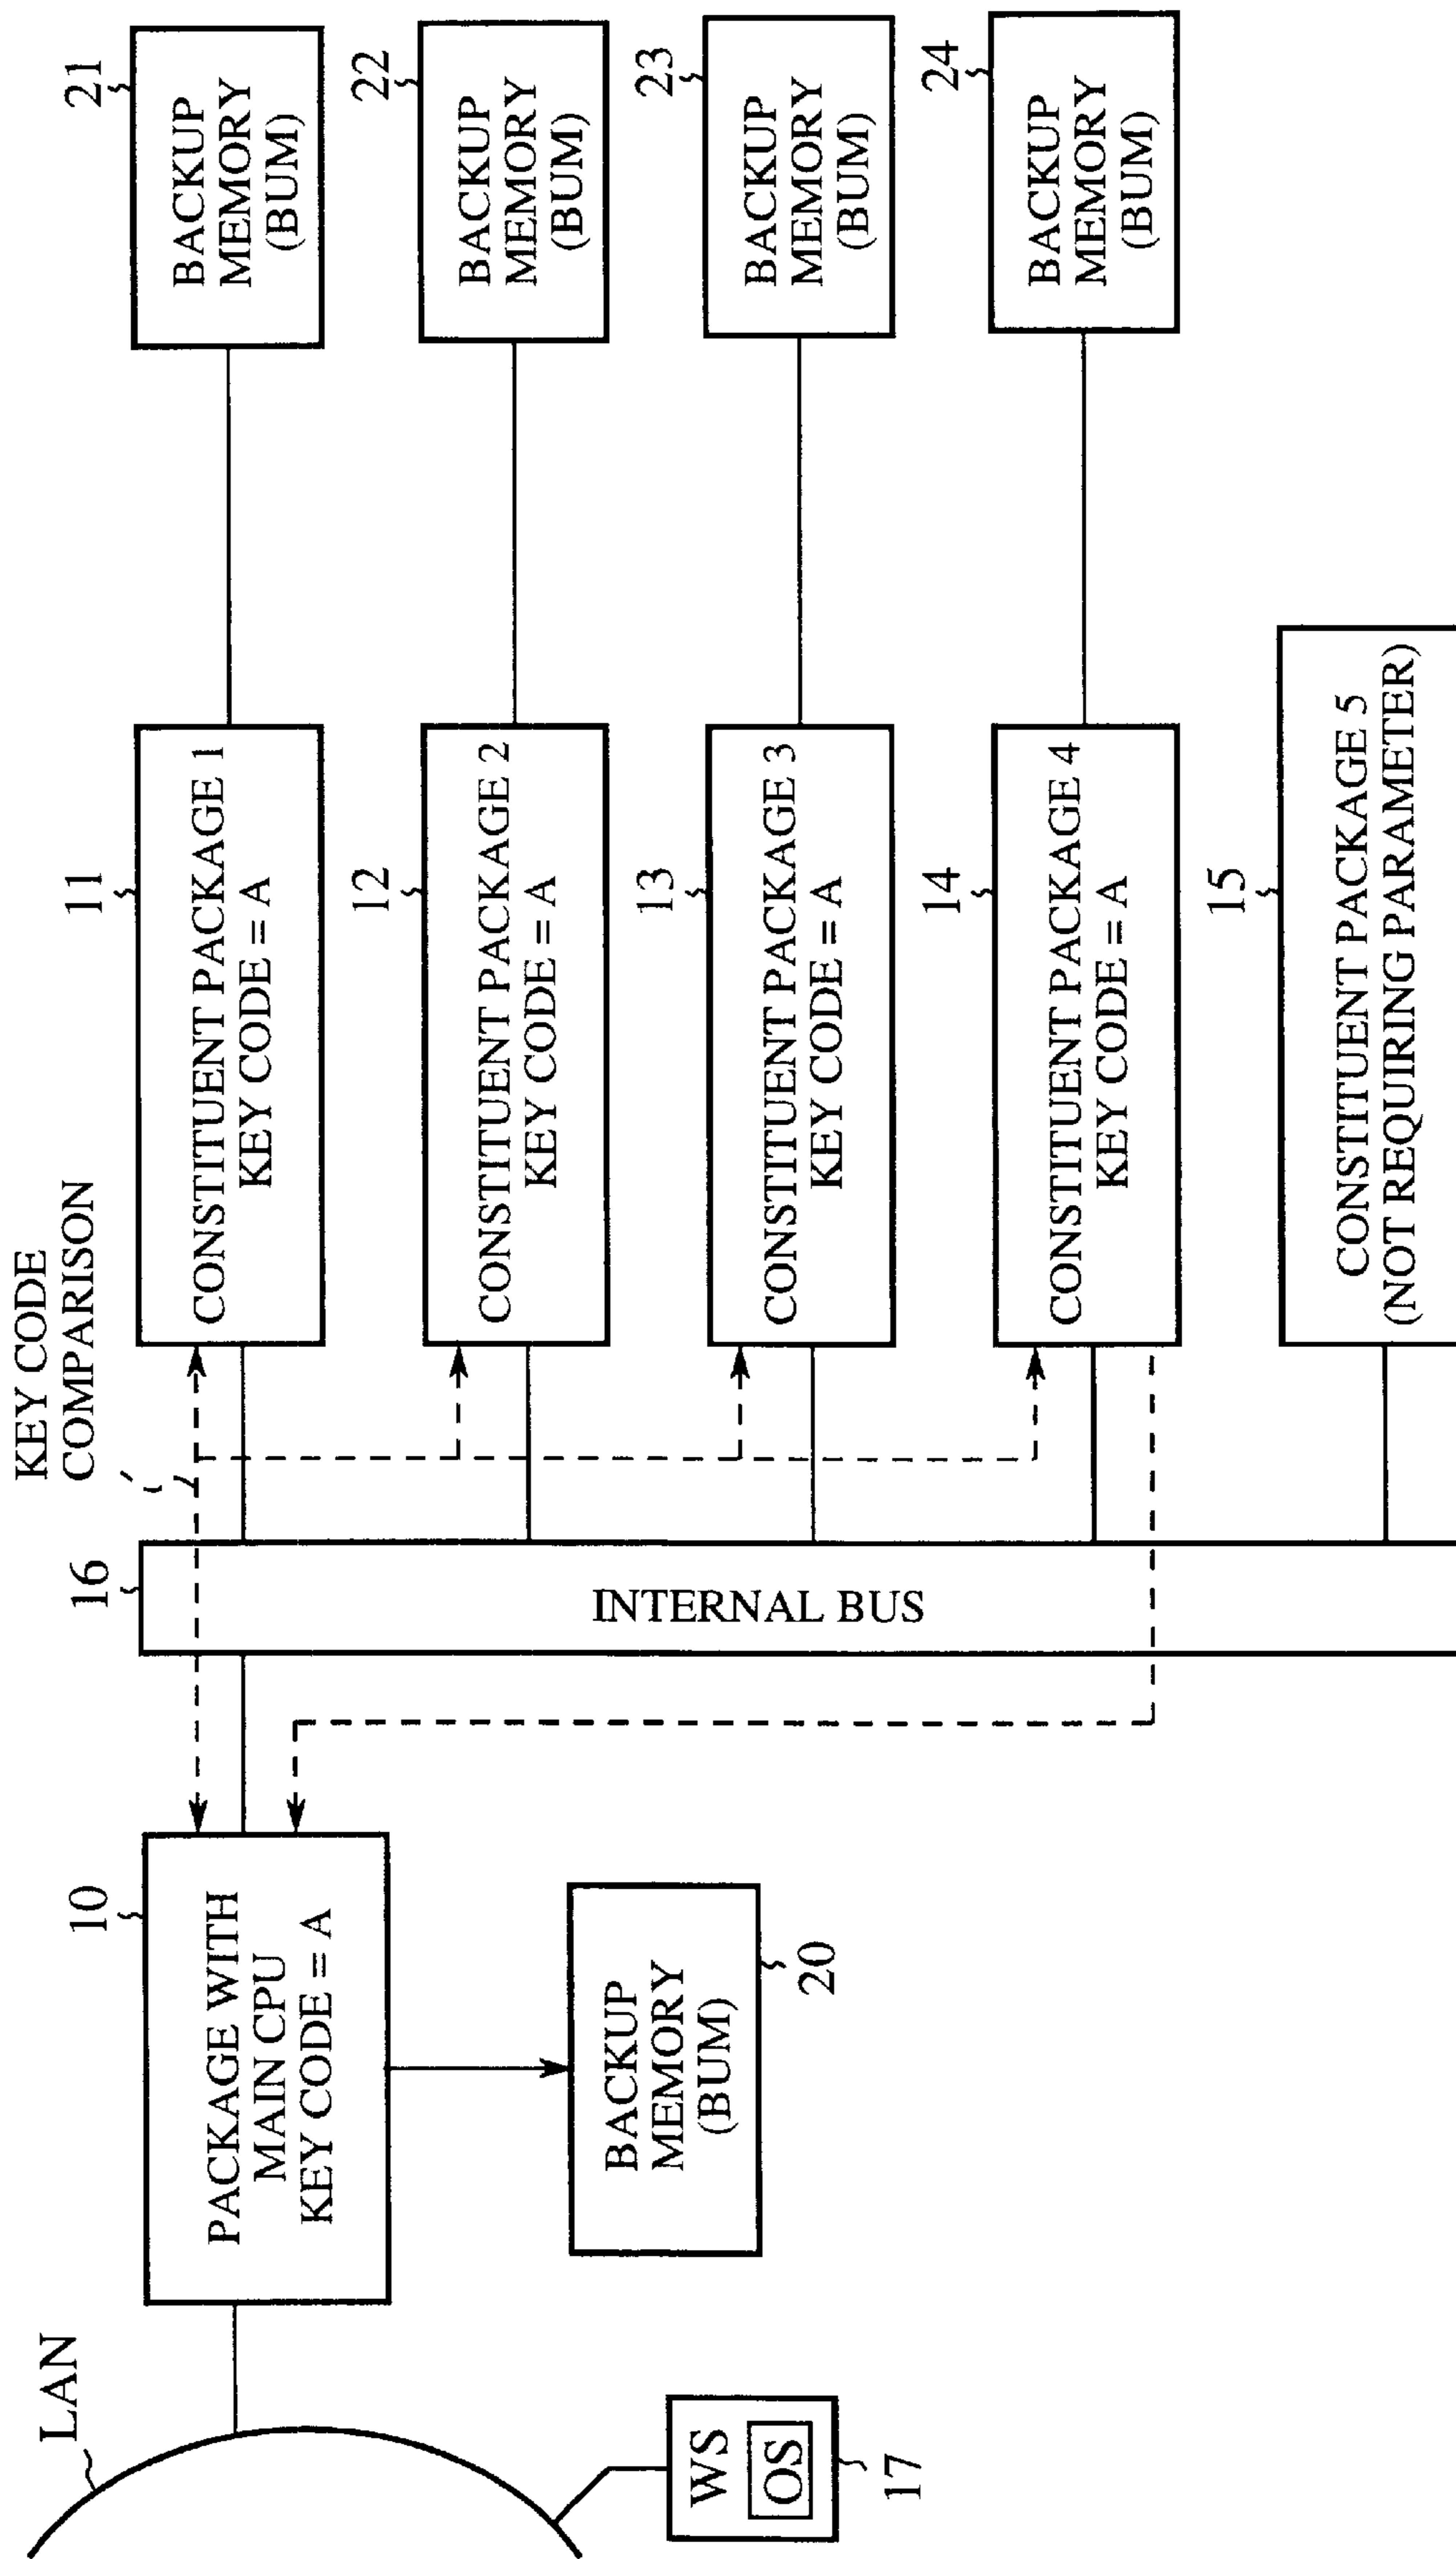 LAN
WS
OS
17
10
PACKAGE WITH
MAIN CPU
KEY CODE = A
BACKUP
MEMORY
(BUM)
20
16
INTERNAL BUS
KEY CODE
COMPARISON
11
CONSTITUENT PACKAGE 1
KEY CODE = A
12
CONSTITUENT PACKAGE 2
KEY CODE = A
13
CONSTITUENT PACKAGE 3
KEY CODE = A
14
CONSTITUENT PACKAGE 4
KEY CODE = A
15
CONSTITUENT PACKAGE 5
(NOT REQUIRING PARAMETER)
21
BACKUP
MEMORY
(BUM)
22
BACKUP
MEMORY
(BUM)
23
BACKUP
MEMORY
(BUM)
24
BACKUP
MEMORY
(BUM)